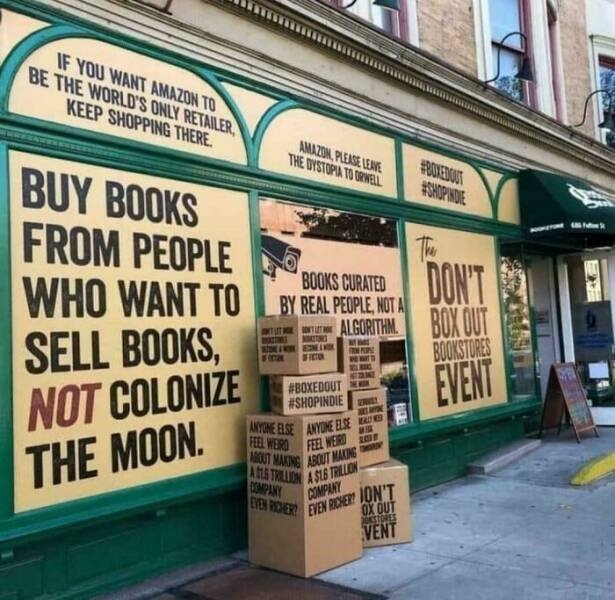 IF YOU WANT AMAZON TO
BE THE WORLD'S ONLY RETAILER,
KEEP SHOPPING THERE.
AMAZON, PLEASE LEAVE
THE DYSTOPIA TO ORWELL.
#BOXEDOUT
#SHOPINDIE
BUY BOOKS
FROM PEOPLE
WHO WANT TO
SELL BOOKS,
NOT COLONIZE
THE MOON.
BOOKS CURATED
BY REAL PEOPLE, NOT A
ALGORITHM.
The
DON'T
BOX OUT
BOOKSTORES
EVENT
#BOXEDOUT
#SHOPINDIE
ANYONE ELSE
FEEL WEIRD
ABOUT MAKING
A $1.6 TRILLION
COMPANY
EVEN RICHER?
ANYONE ELSE
FEEL WEIRD
ABOUT MAKING
A $1.6 TRILLION
COMPANY
EVEN RICHER?
DON'T
OX OUT
OOKSTORES
EVENT